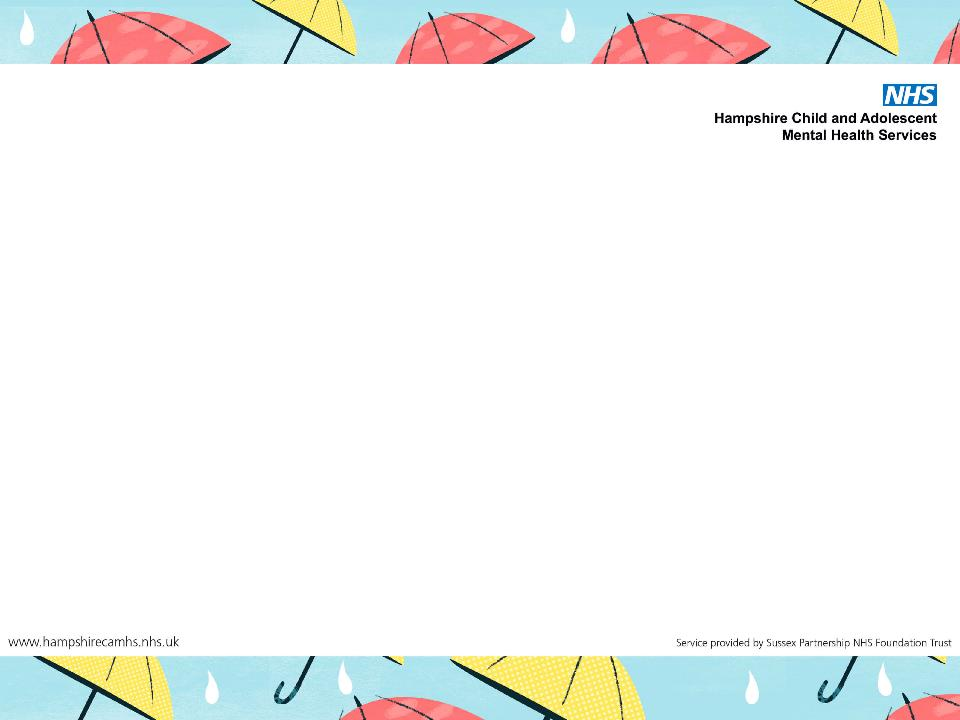 NHS
Hampshire Child and Adolescent
Mental Health Services
www.hampshirecamhs.nhs.uk
Service provided by Sussex Partnership NHS Foundation Trust